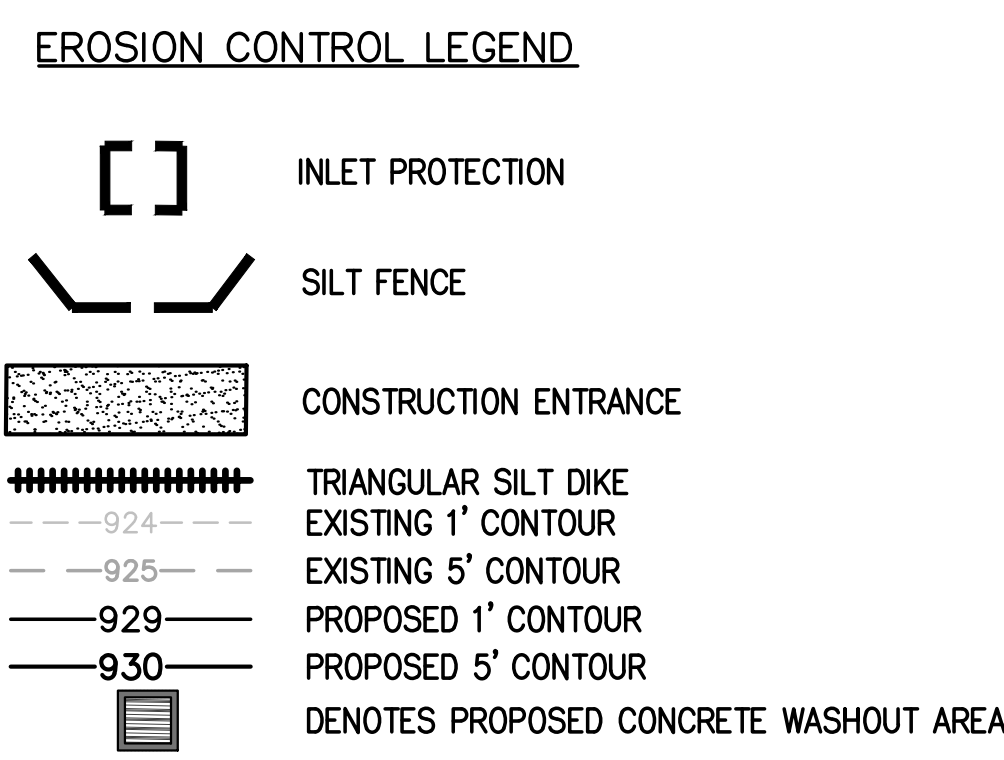 EROSION CONTROL LEGEND
INLET PROTECTION
SILT FENCE
CONSTRUCTION ENTRANCE
TRIANGULAR SILT DIKE
924 EXISTING 1' CONTOUR
925 EXISTING 5' CONTOUR
929 PROPOSED 1' CONTOUR
930 PROPOSED 5' CONTOUR
DENOTES PROPOSED CONCRETE WASHOUT AREA